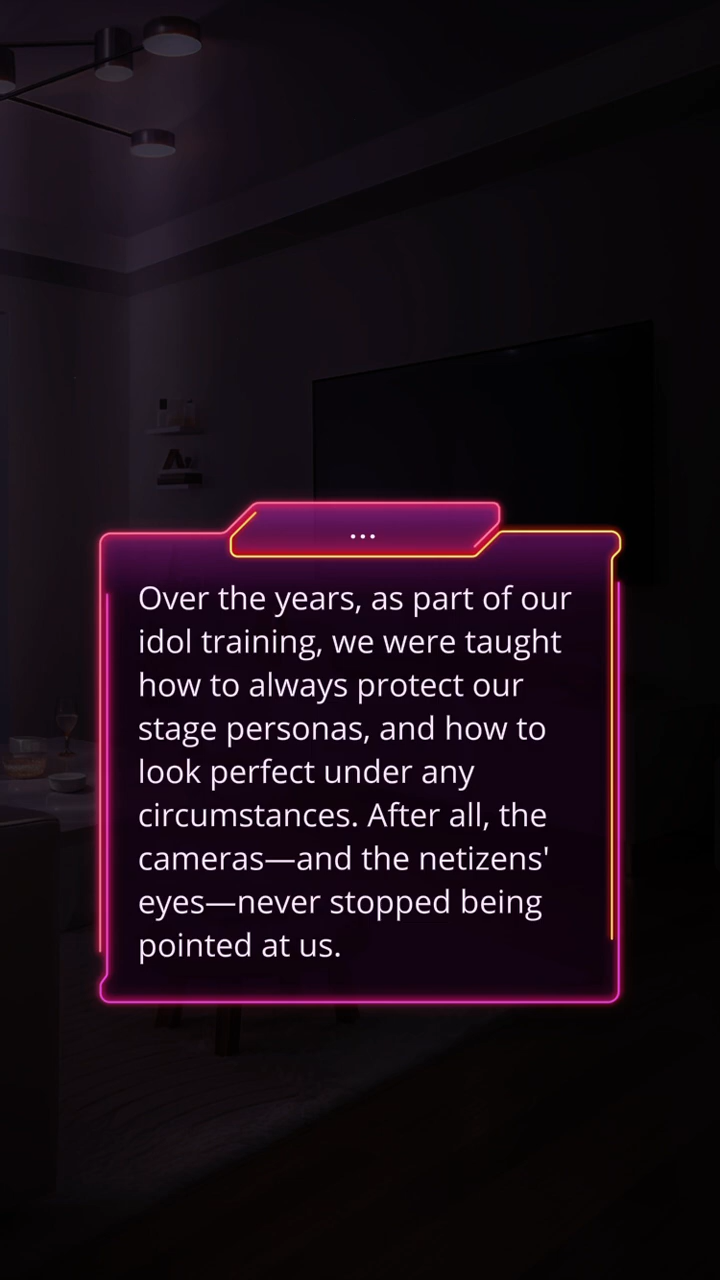 ...
Over the years, as part of our
idol training, we were taught
how to always protect our
stage personas, and how to
look perfect under any
circumstances. After all, the
cameras—and the netizens'
eyes—never stopped being
pointed at us.